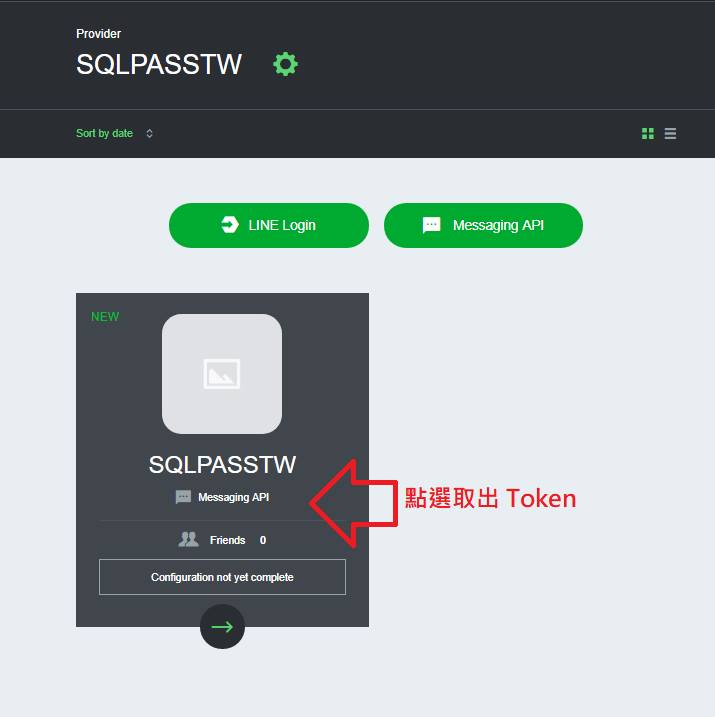 Provider
SQLPASSTW
Sort by date
LINE Login
Messaging API
NEW
SQLPASSTW
Messaging API
點選取出 Token
Friends 0
Configuration not yet complete